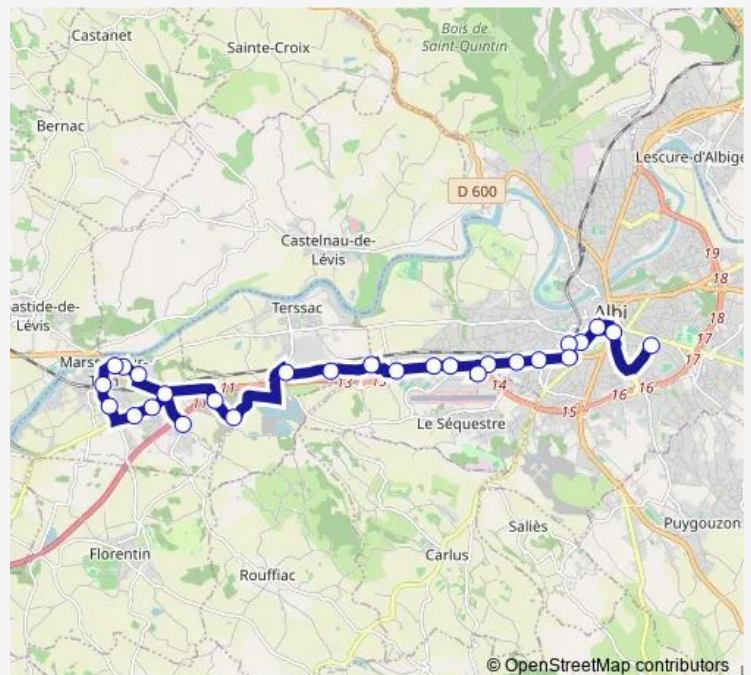 Castanet
Sainte-Croix
Bois de
Saint-Quintin
Bernac
Lescure-d'Albige
D 600
Castelnau-de-
Lévis
19
18
Terssac
astide-de-
Lévis
Albi
18
17
11
13
15
14
17
16
16
15
16
Le Séquestre
Saliès
Puygouzon
Florentin
Carlus
Rouffiac
© OpenStreetMap contributors